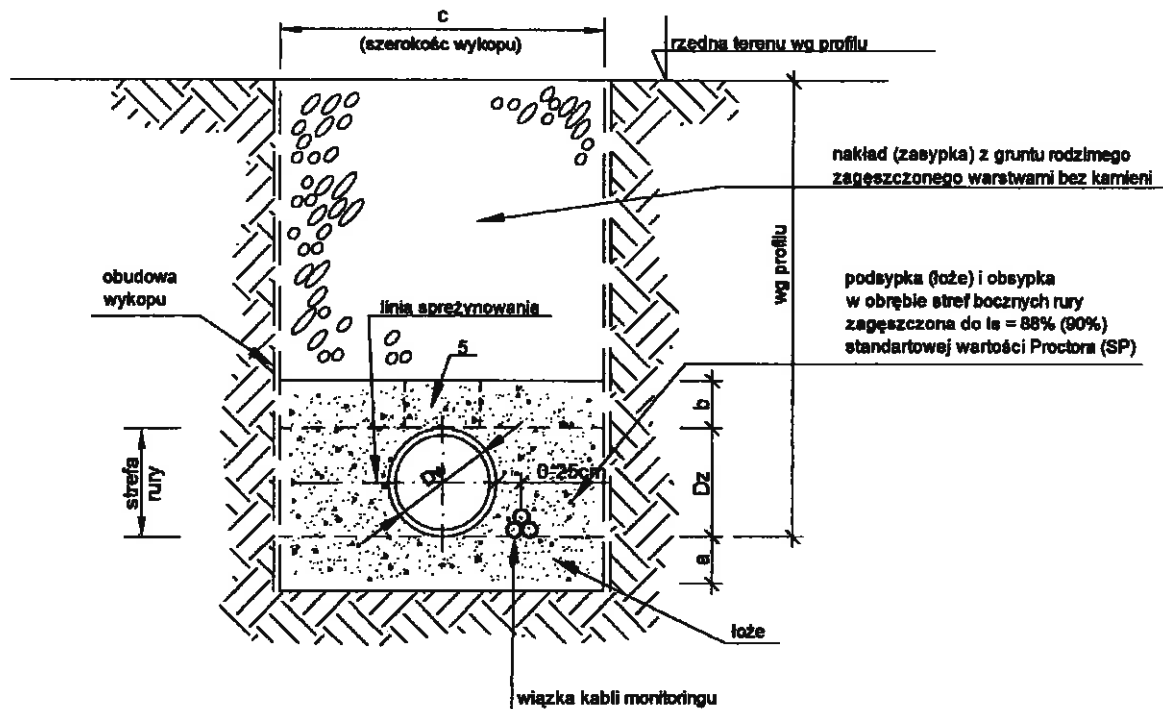 c
(szerokośc wykopu)
rzędna terenu wg profilu
nakład (zasypka) z gruntu rodzimego
zagęszczonego warstwami bez kamieni
wg profilu
obudowa
wykopu
linia sprężynowania
5
podsypka (łoże) i obsypka
w obrębie stref bocznych rury
zagęszczona do Is = 88% (90%)
standartowej wartości Proctora (SP)
b
strefa
rury
Dz
0-25cm
Dz
a
łoże
wiązka kabli monitoringu